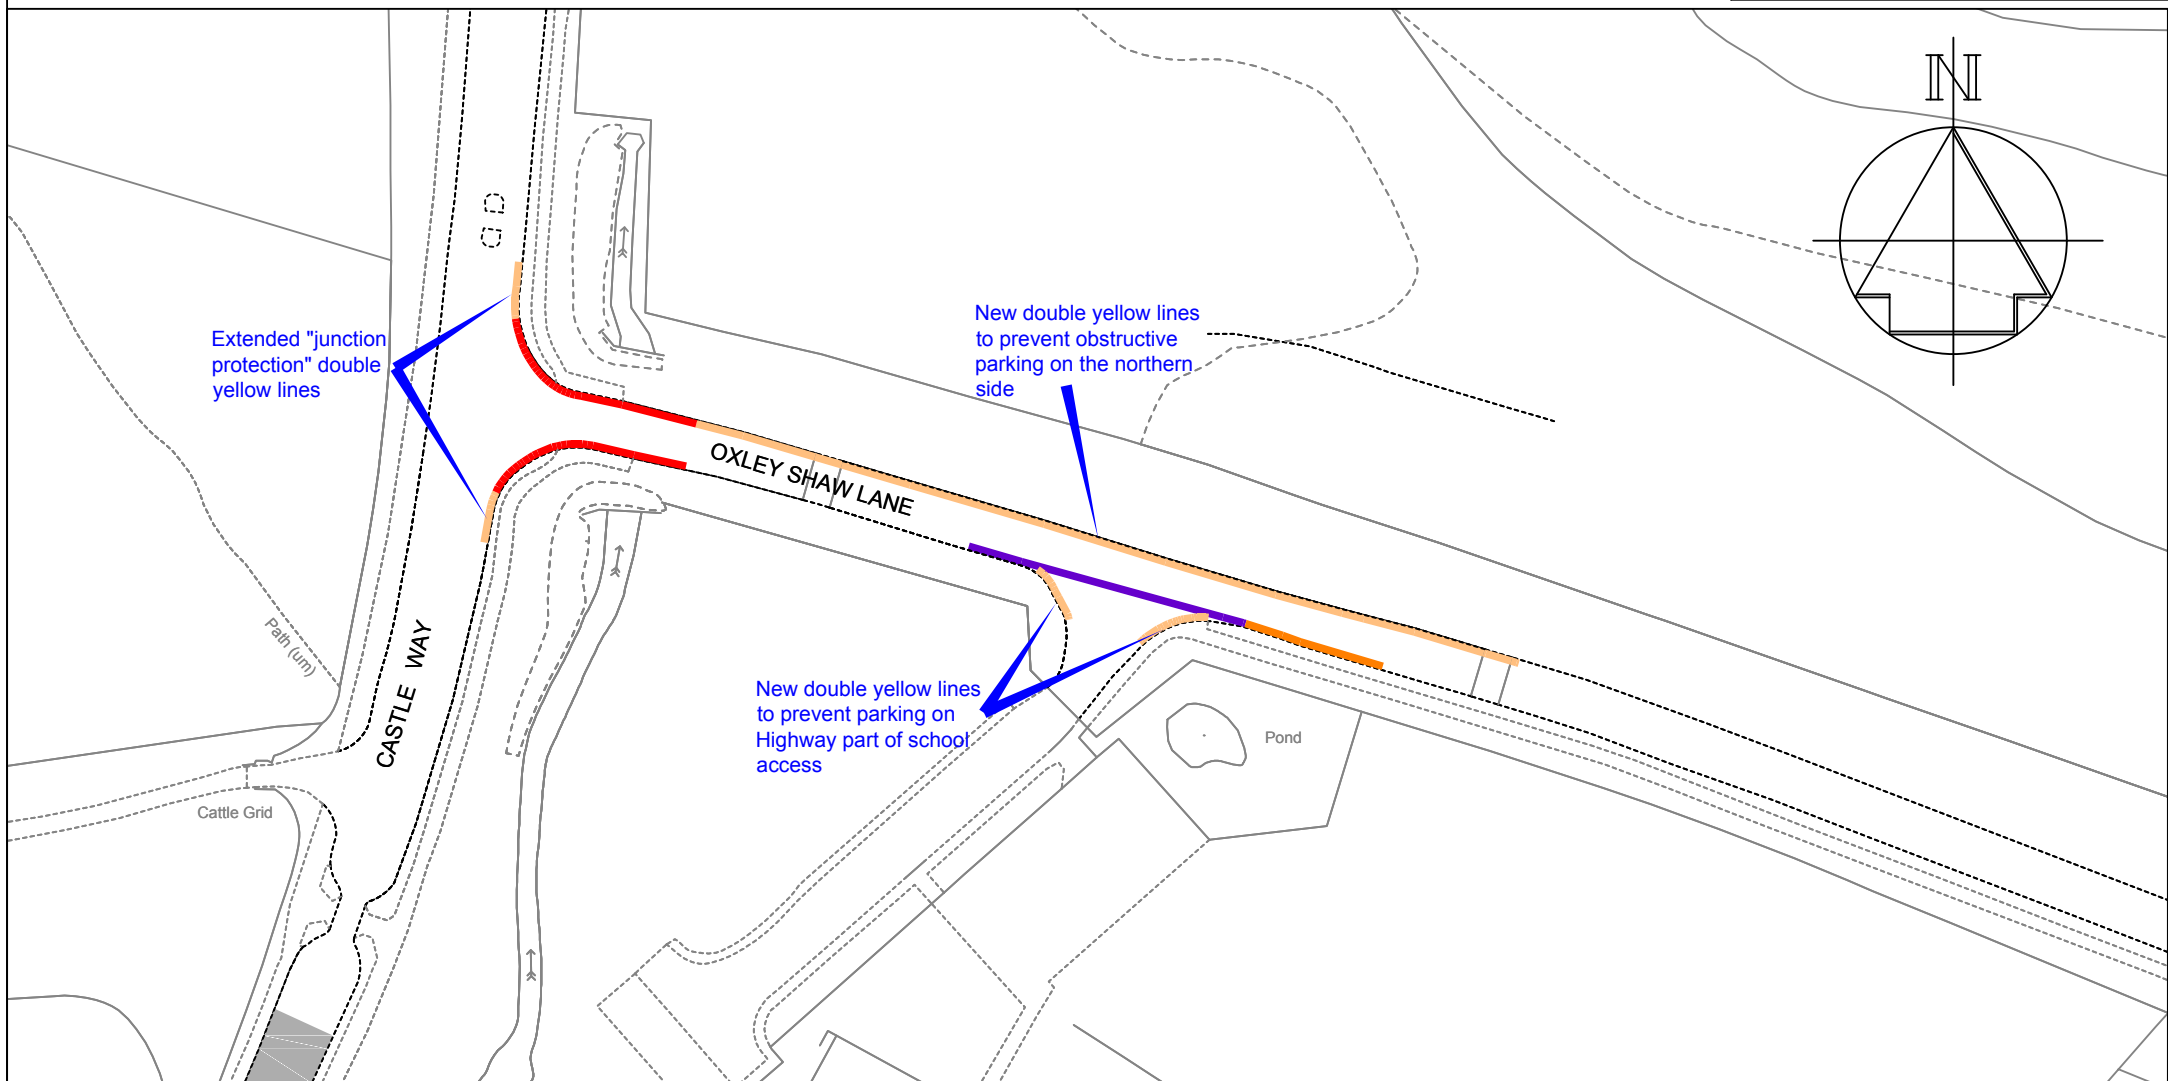 N
New double yellow lines
to prevent obstructive
parking on the northern
side
Extended "junction
protection" double
yellow lines
OXLEY SHAW LANE
Path (um)
CASTLE WAY
New double yellow lines
to prevent parking on
Highway part of school
access
Pond
Cattle Grid